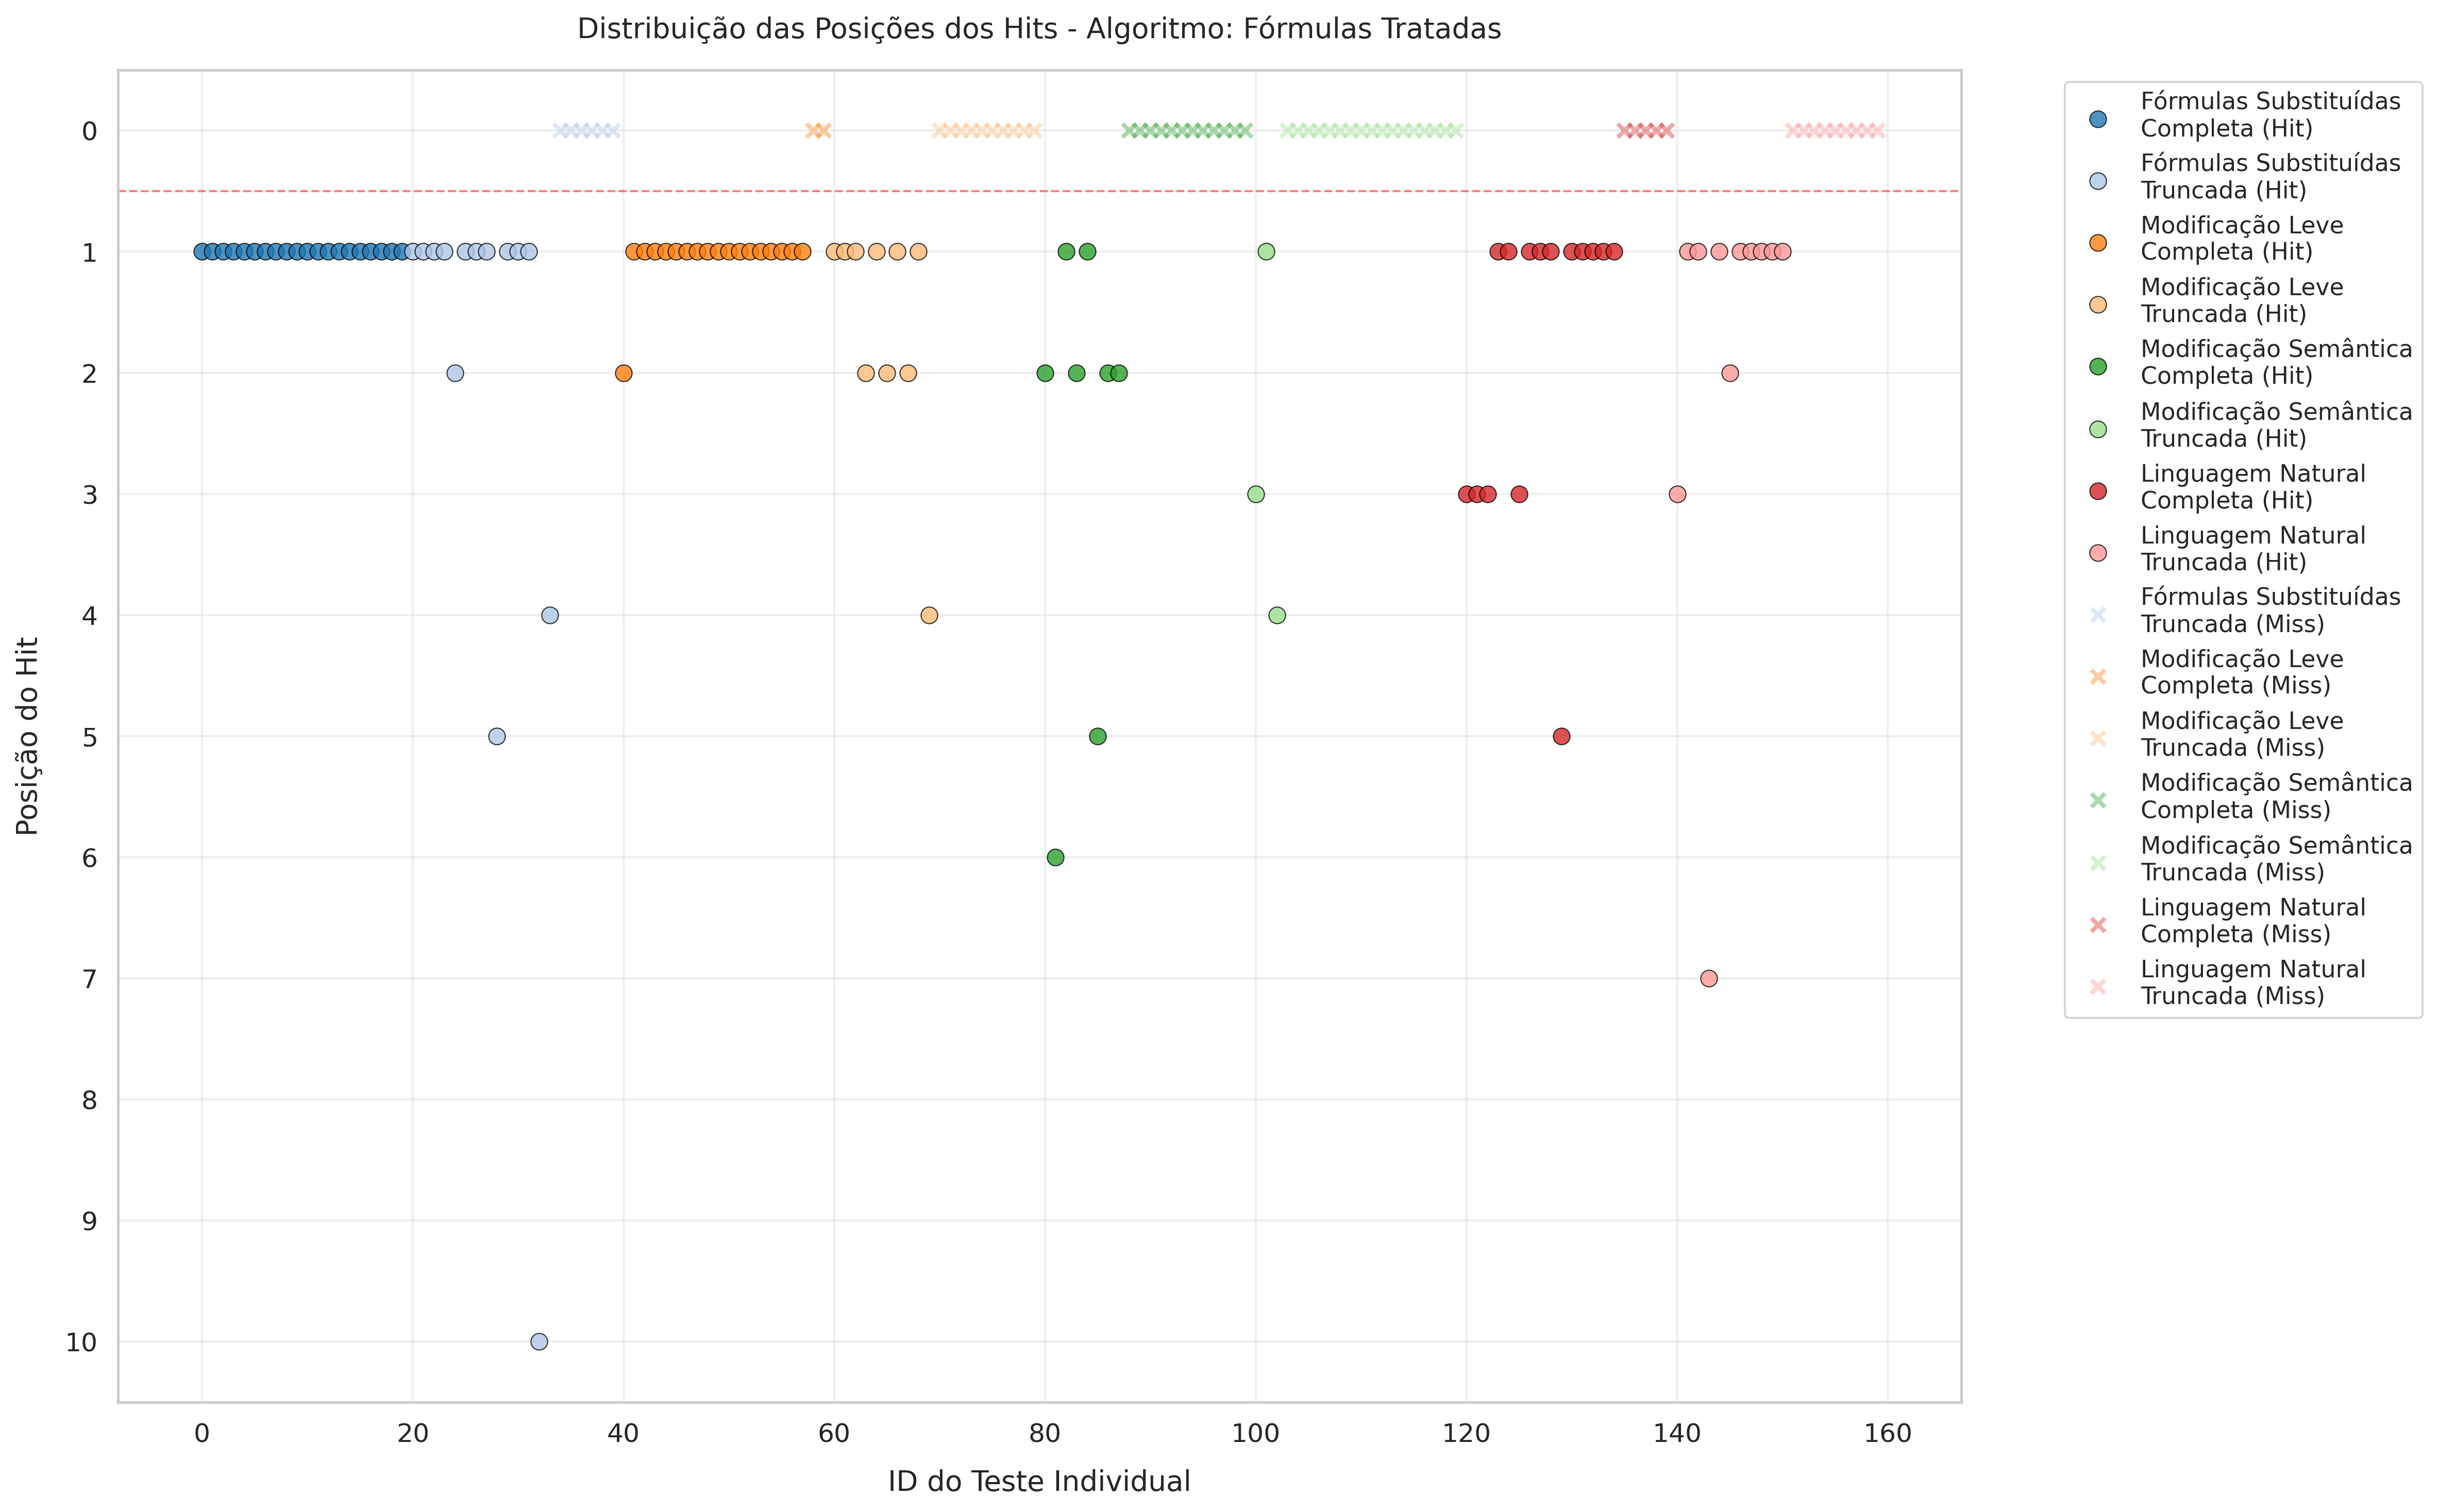 Distribuição das Posições dos Hits - Algoritmo: Fórmulas Tratadas
Posição do Hit
0
1
2
3
4
5
6
7
8
9
10
0
20
40
60
80
100
120
140
160
ID do Teste Individual
Fórmulas Substituídas
Completa (Hit)
Fórmulas Substituídas
Truncada (Hit)
Modificação Leve
Completa (Hit)
Modificação Leve
Truncada (Hit)
Modificação Semântica
Completa (Hit)
Modificação Semântica
Truncada (Hit)
Linguagem Natural
Completa (Hit)
Linguagem Natural
Truncada (Hit)
Fórmulas Substituídas
Truncada (Miss)
Modificação Leve
Completa (Miss)
Modificação Leve
Truncada (Miss)
Modificação Semântica
Completa (Miss)
Modificação Semântica
Truncada (Miss)
Linguagem Natural
Completa (Miss)
Linguagem Natural
Truncada (Miss)